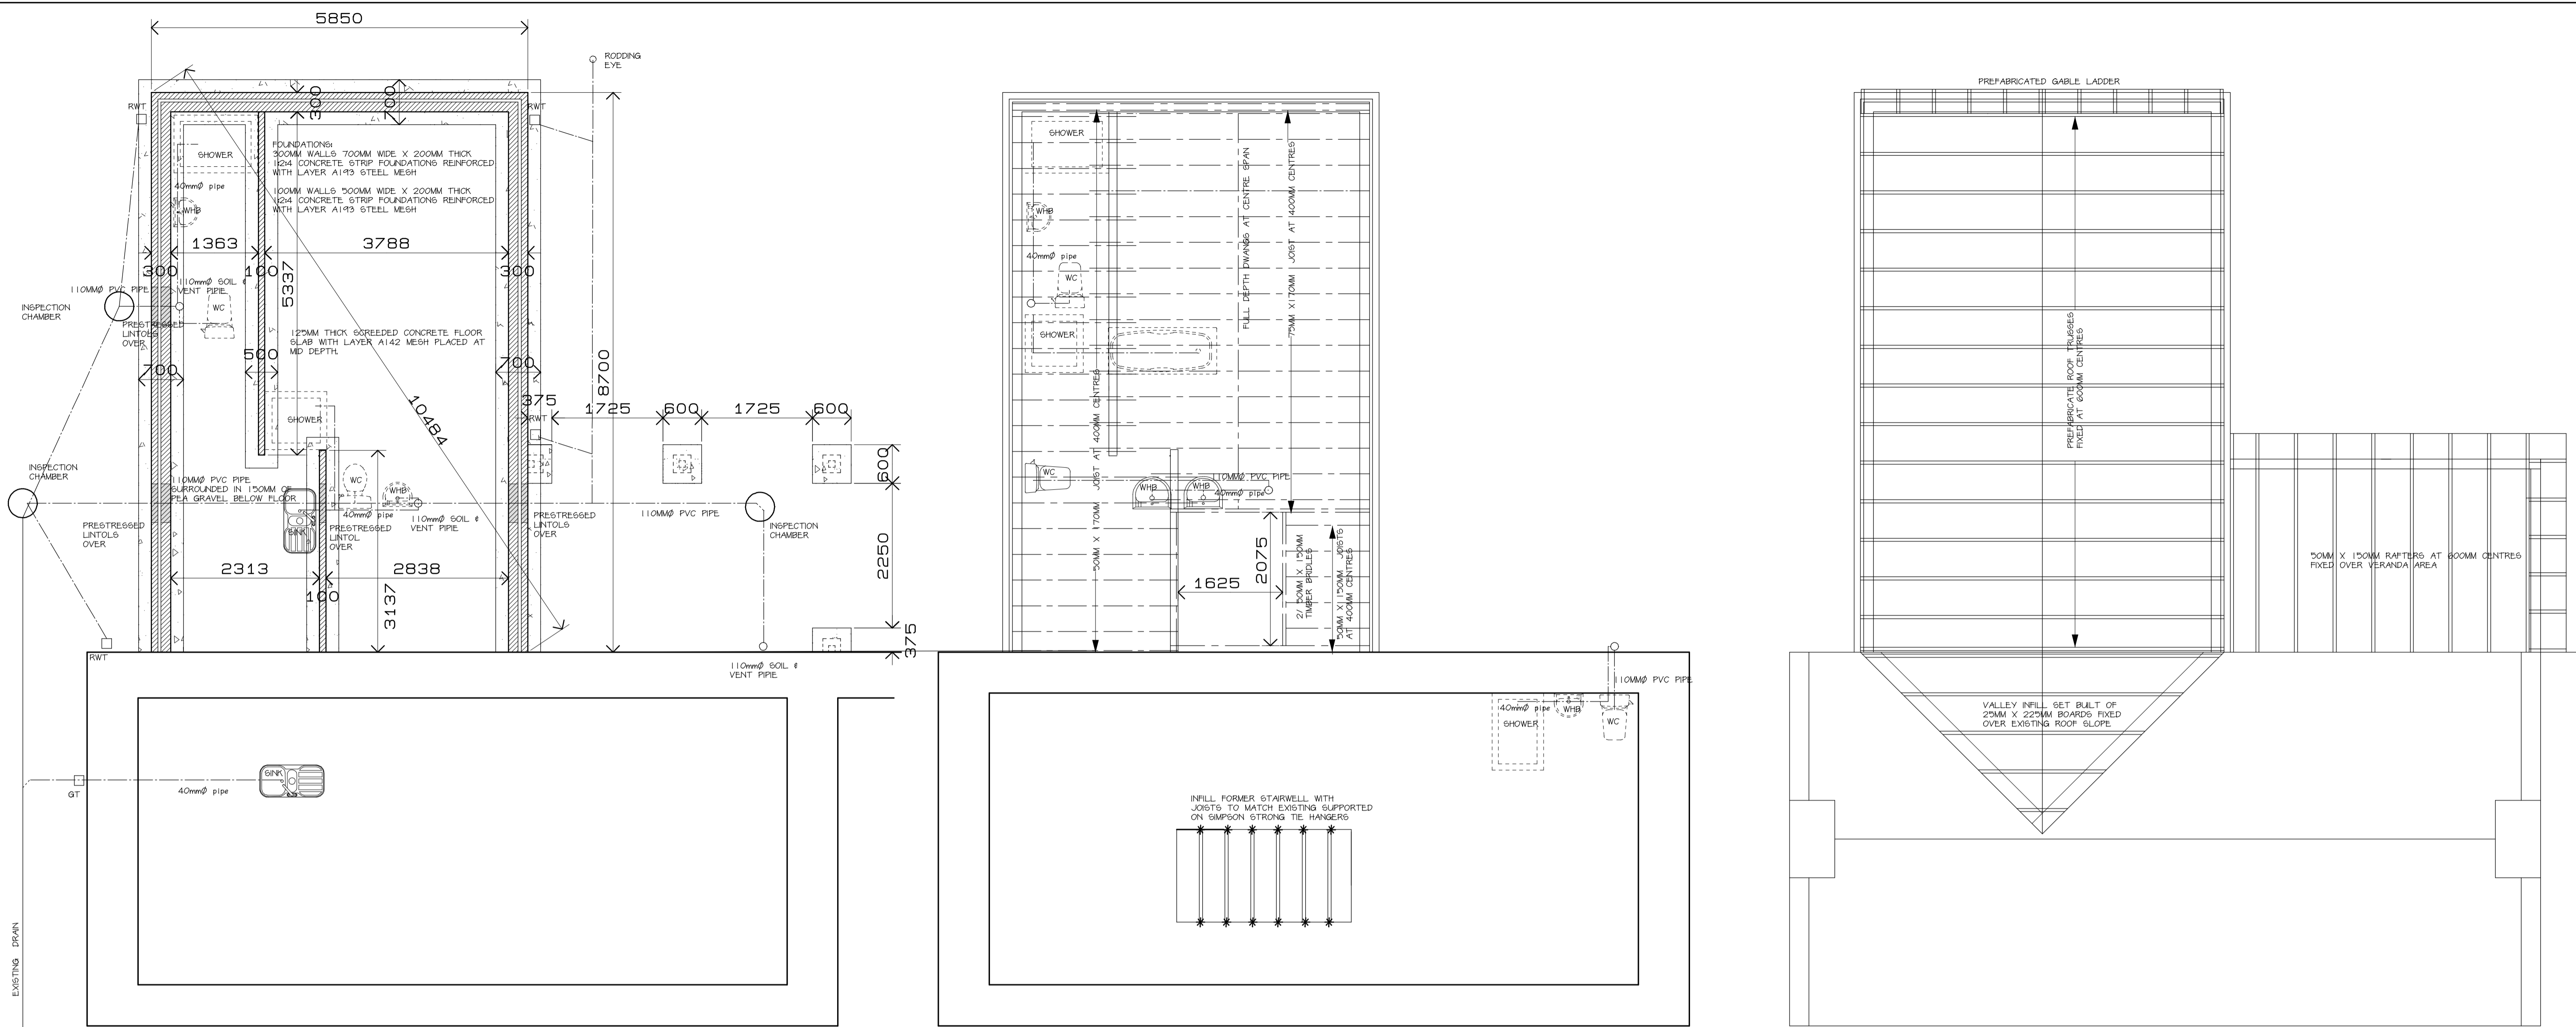 5850
RODDING
EYE
RWT
300
700
RWT
SHOWER
FOUNDATIONS:
300MM WALLS 700MM WIDE X 200MM THICK
1:2:4 CONCRETE STRIP FOUNDATIONS REINFORCED
WITH LAYER A193 STEEL MESH
40mmØ pipe
100MM WALLS 500MM WIDE X 200MM THICK
1:2:4 CONCRETE STRIP FOUNDATIONS REINFORCED
WITH LAYER A193 STEEL MESH
WHB
1363
3788
300
100
300
5337
110MMØ PVC PIPE
110mmØ SOIL &
VENT PIPIE
INSPECTION
CHAMBER
WC
PRESTRESSED
LINTOLS
OVER
125MM THICK SCREEDED CONCRETE FLOOR
SLAB WITH LAYER A142 MESH PLACED AT
MID DEPTH.
500
700
700
8700
10484
375
1725
600
1725
600
RWT
SHOWER
600
INSPECTION
CHAMBER
110MMØ PVC PIPE
SURROUNDED IN 150MM OF
PEA GRAVEL BELOW FLOOR
WC
WHB
40mmØ pipe
110mmØ SOIL &
VENT PIPIE
SINK
PRESTRESSED
LINTOL
OVER
PRESTRESSED
LINTOLS
OVER
PRESTRESSED
LINTOLS
OVER
110MMØ PVC PIPE
INSPECTION
CHAMBER
2250
2313
2838
100
3137
375
RWT
110mmØ SOIL &
VENT PIPIE
SINK
GT
40mmØ pipe
EXISTING DRAIN
SHOWER
WHB
40mmØ pipe
WC
SHOWER
FULL DEPTH DWANGS AT CENTRE SPAN
75MM X170MM JOIST AT 400MM CENTRES
50MM X 170MM JOIST AT 400MM CENTRES
WC
WHB
WHB
110MMØ PVC PIPE
40mmØ pipe
2075
1625
2/ 50MM X 150MM
TIMBER BRIDLES
50MM X 150MM JOISTS
AT 400MM CENTRES
110MMØ PVC PIPE
40mmØ pipe
WHB
SHOWER
WC
INFILL FORMER STAIRWELL WITH
JOISTS TO MATCH EXISTING SUPPORTED
ON SIMPSON STRONG TIE HANGERS
PREFABRICATED GABLE LADDER
PREFABRICATE ROOF TRUSSES
FIXED AT 600MM CENTRES
50MM X 150MM RAFTERS AT 600MM CENTRES
FIXED OVER VERANDA AREA
VALLEY INFILL SET BUILT OF
25MM X 225MM BOARDS FIXED
OVER EXISTING ROOF SLOPE